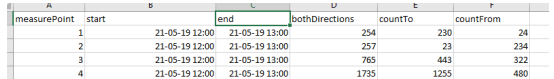 A B C D E F
measurePoint start end bothDirections countTo countFrom
1 21-05-19 12:00 21-05-19 13:00 254 230 24
2 21-05-19 12:00 21-05-19 13:00 257 23 234
3 21-05-19 12:00 21-05-19 13:00 765 443 322
4 21-05-19 12:00 21-05-19 13:00 1735 1255 480